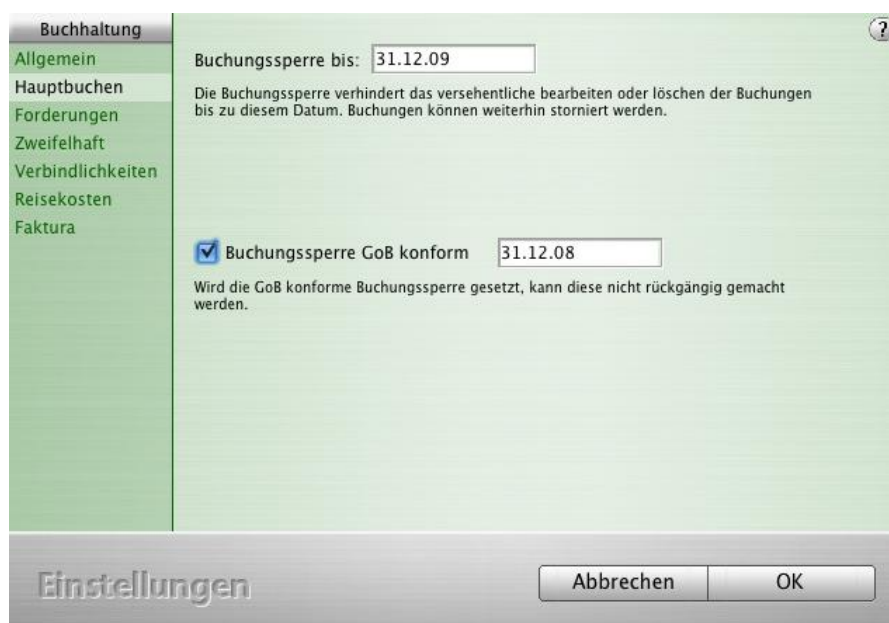 Buchhaltung
Allgemein
Hauptbuchen
Forderungen
Zweifelhaft
Verbindlichkeiten
Reisekosten
Faktura
?
Buchungssperre bis: 31.12.09
Die Buchungssperre verhindert das versehentliche bearbeiten oder löschen der Buchungen
bis zu diesem Datum. Buchungen können weiterhin storniert werden.
Buchungssperre GoB konform 31.12.08
Wird die GoB konforme Buchungssperre gesetzt, kann diese nicht rückgängig gemacht
werden.
Einstellungen
Abbrechen OK